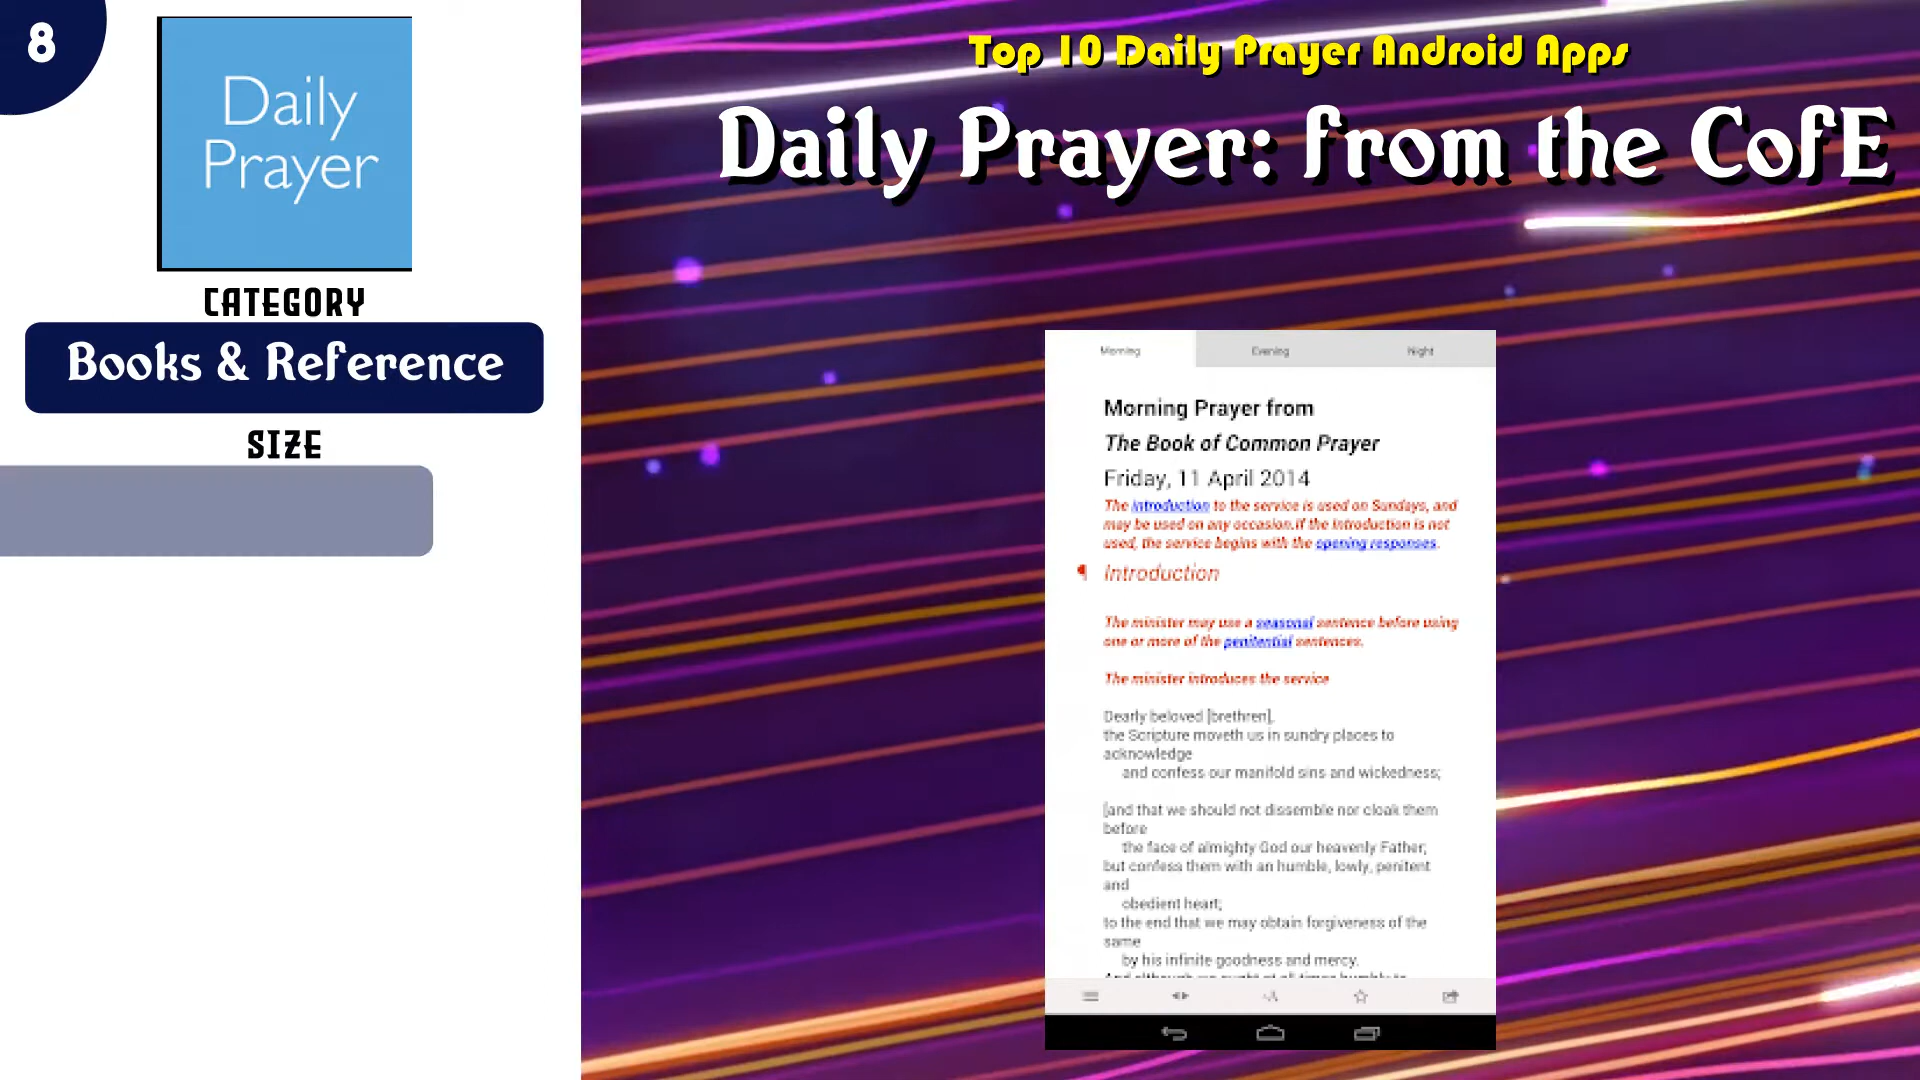 8
Daily
Prayer
CATEGORY
Books & Reference
SIZE
Top 10 Daily Prayer Android Apps
Daily Prayer: from the CofE
Morning Evening Night
Morning Prayer from
The Book of Common Prayer
Friday, 11 April 2014
The introduction to the service is used on Sundays, and
may be used on any occasion.If the Introduction is not
used, the service begins with the opening responses.
¶ Introduction
The minister may use a seasonal sentence before using
one or more of the penitential sentences.
The minister introduces the service
Dearly beloved [brethren],
the Scripture moveth us in sundry places to
acknowledge
and confess our manifold sins and wickedness;
[and that we should not dissemble nor cloak them
before
the face of almighty God our heavenly Father;
but confess them with an humble, lowly, penitent
and
obedient heart;
to the end that we may obtain forgiveness of the
same
by his infinite goodness and mercy.